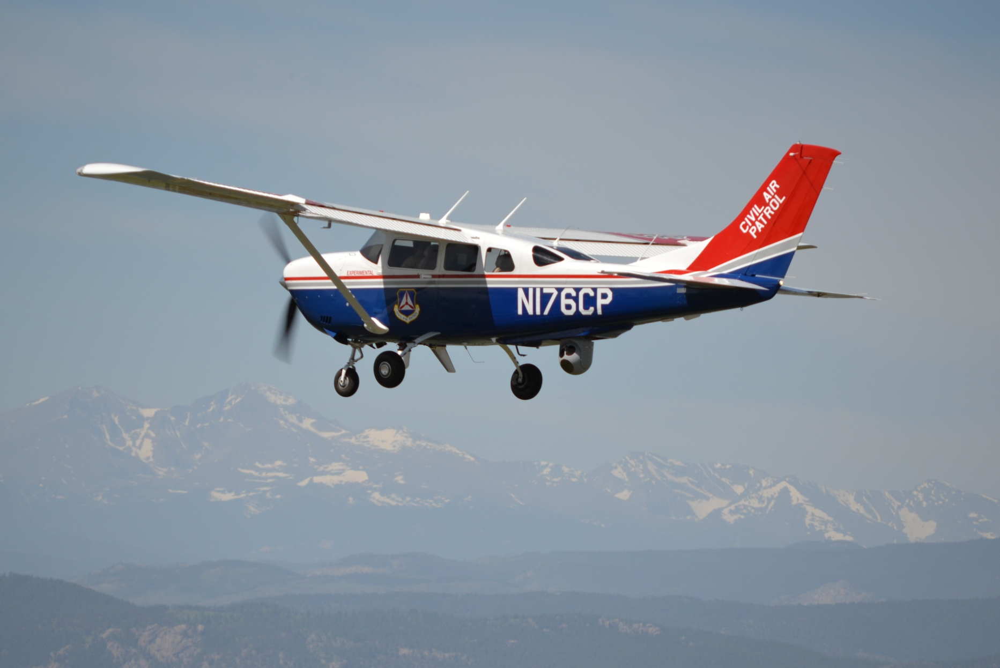 CIVIL AIR
PATROL
EXPERIMENTAL
N176CP